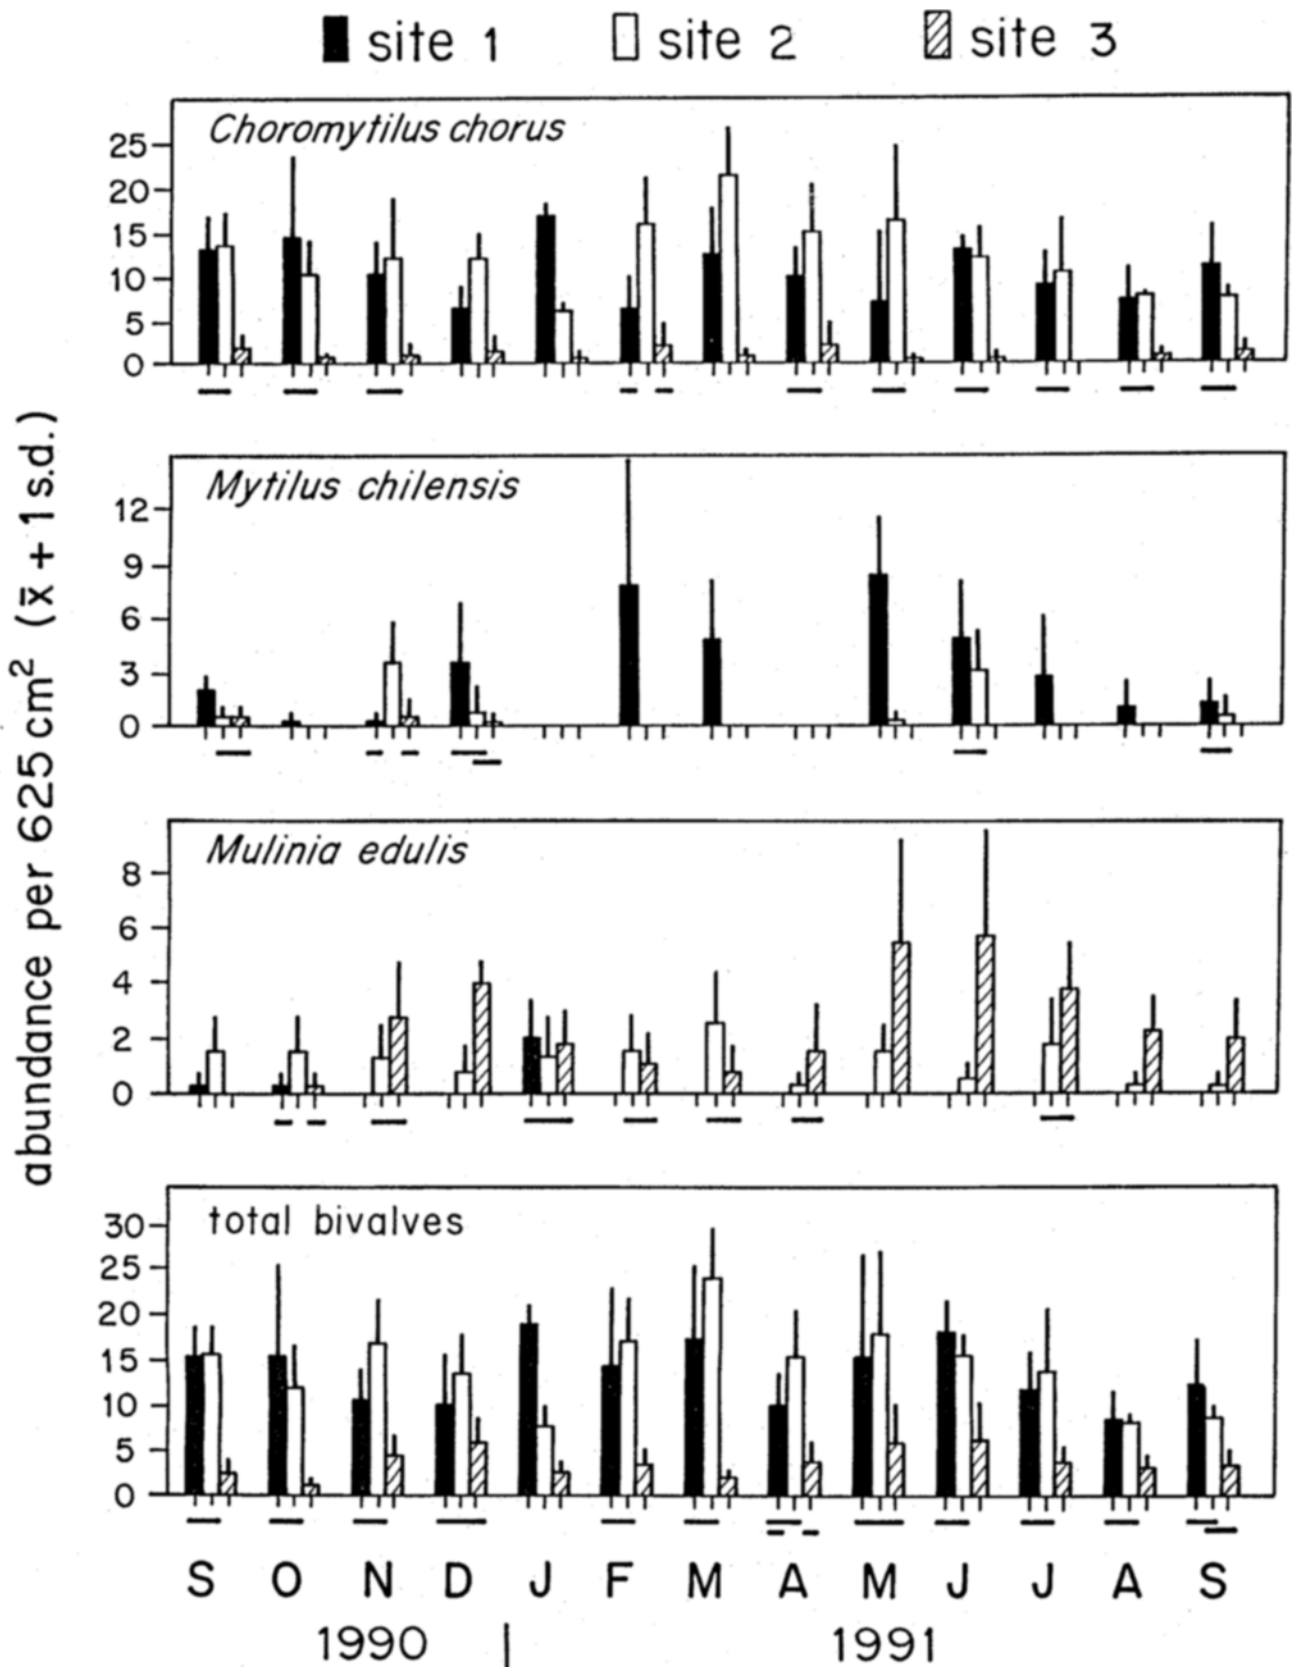 site 1 site 2 site 3
Choromytilus chorus
25
20
15
10
5
0
Mytilus chilensis
12
9
6
3
0
Mulinia edulis
8
6
4
2
0
total bivalves
30
25
20
15
10
5
0
abundance per 625 cm² (x̄ + 1 s.d.)
S O N D J F M A M J J A S
1990 | 1991